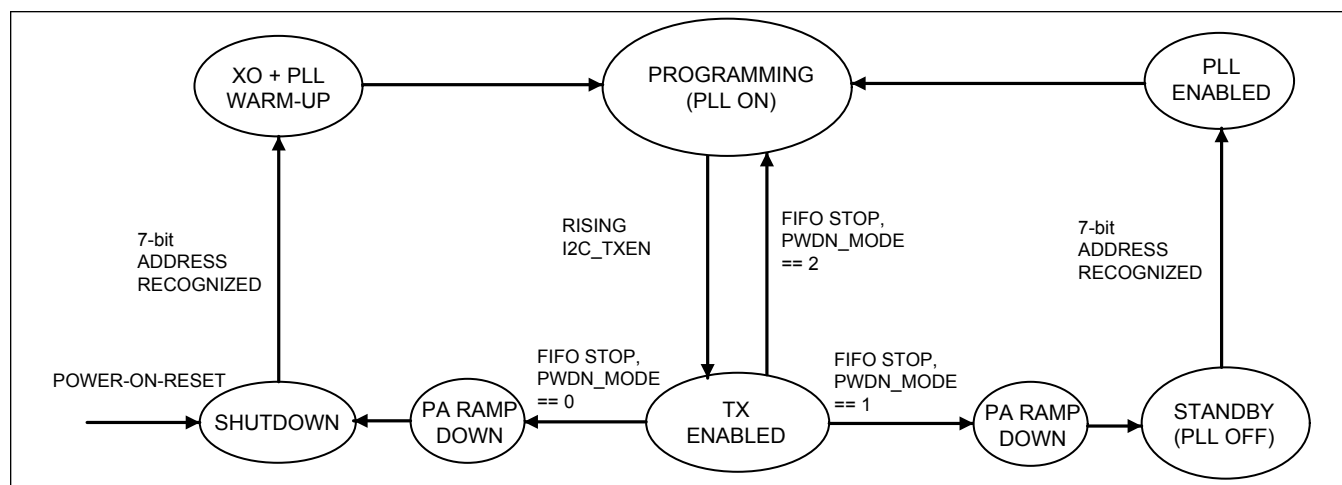 XO + PLL
WARM-UP
PROGRAMMING
(PLL ON)
PLL
ENABLED
7-bit
ADDRESS
RECOGNIZED
RISING
I2C_TXEN
FIFO STOP,
PWDN_MODE
== 2
7-bit
ADDRESS
RECOGNIZED
POWER-ON-RESET
SHUTDOWN
PA RAMP
DOWN
FIFO STOP,
PWDN_MODE
== 0
TX
ENABLED
FIFO STOP,
PWDN_MODE
== 1
PA RAMP
DOWN
STANDBY
(PLL OFF)